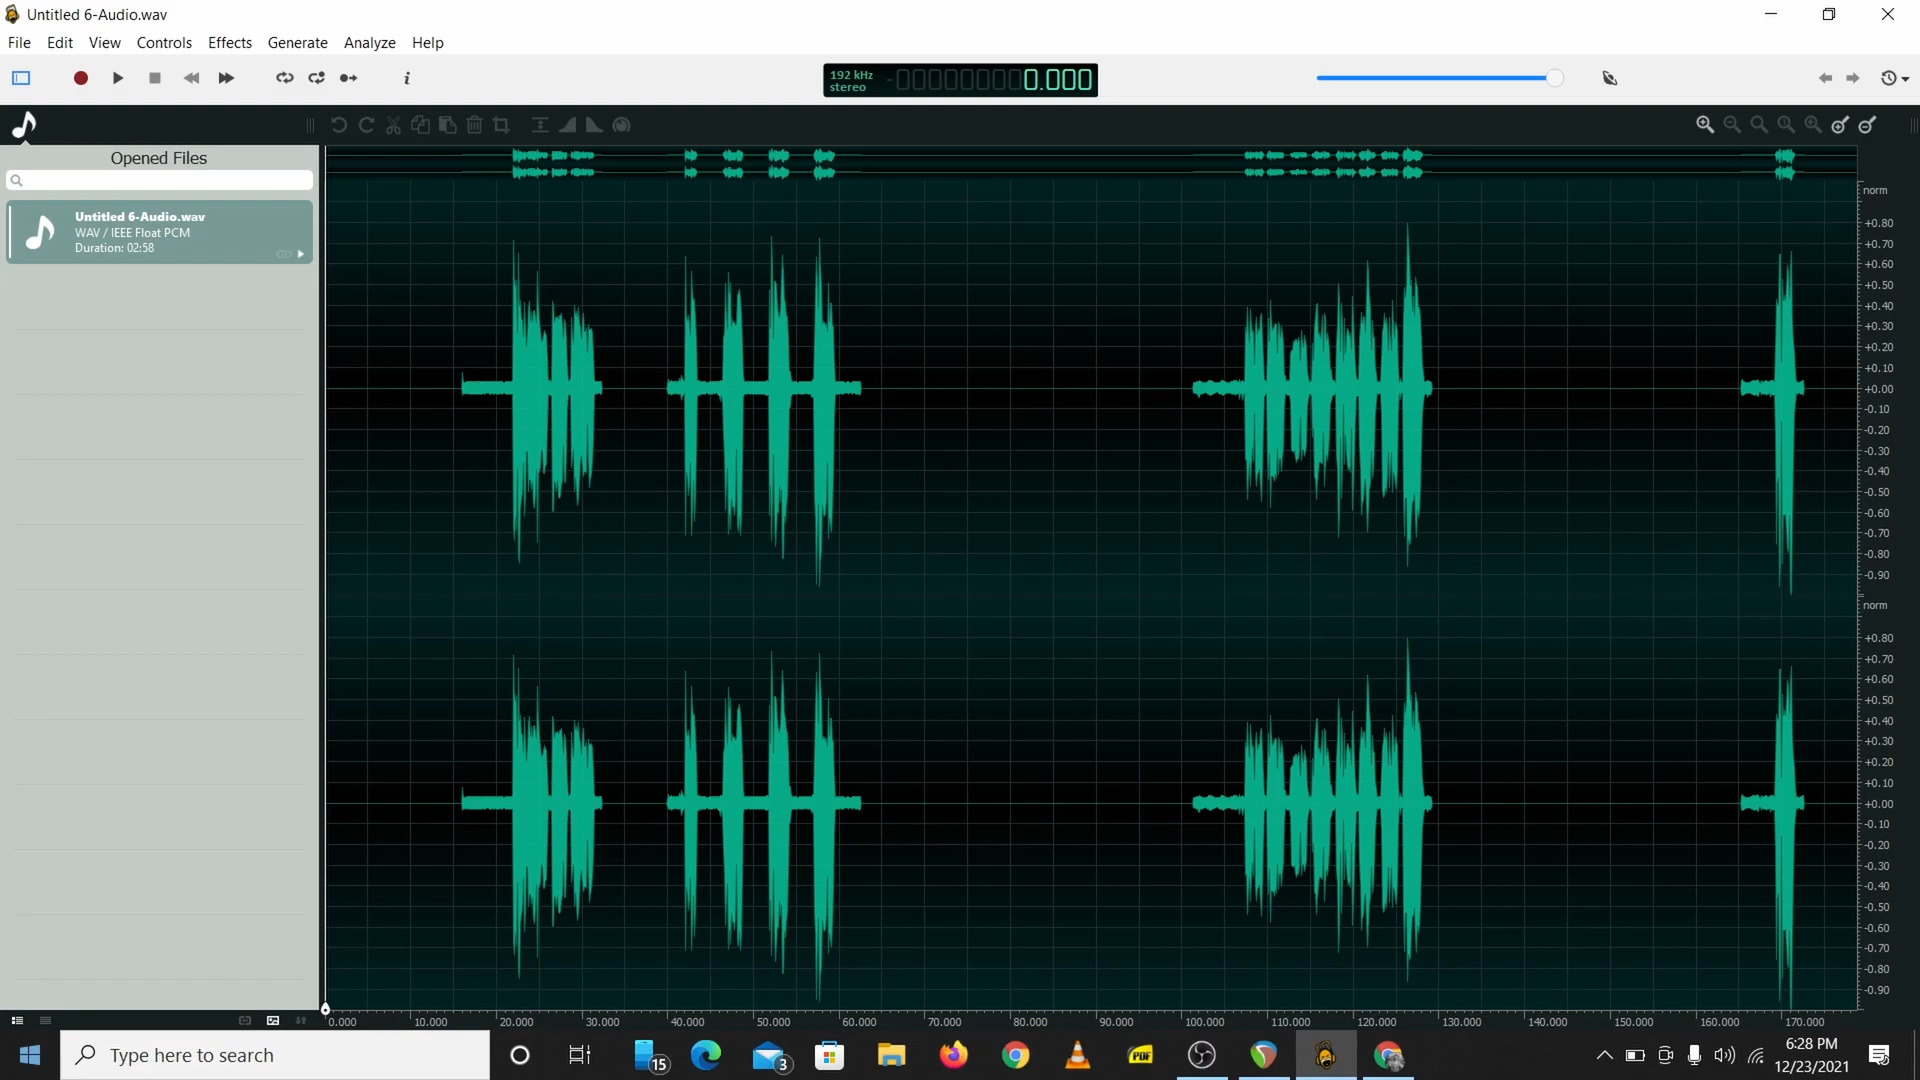 Untitled 6-Audio.wav
File Edit View Controls Effects Generate Analyze Help
192 kHz
stereo
-0.000
Opened Files
Untitled 6-Audio.wav
WAV / IEEE Float PCM
Duration: 02:58
norm
+0.80
+0.70
+0.60
+0.50
+0.40
+0.30
+0.20
+0.10
+0.00
-0.10
-0.20
-0.30
-0.40
-0.50
-0.60
-0.70
-0.80
-0.90
norm
+0.80
+0.70
+0.60
+0.50
+0.40
+0.30
+0.20
+0.10
+0.00
-0.10
-0.20
-0.30
-0.40
-0.50
-0.60
-0.70
-0.80
-0.90
0.000 10.000 20.000 30.000 40.000 50.000 60.000 70.000 80.000 90.000 100.000 110.000 120.000 130.000 140.000 150.000 160.000 170.000
Type here to search
15
3
PDF
6:28 PM
12/23/2021